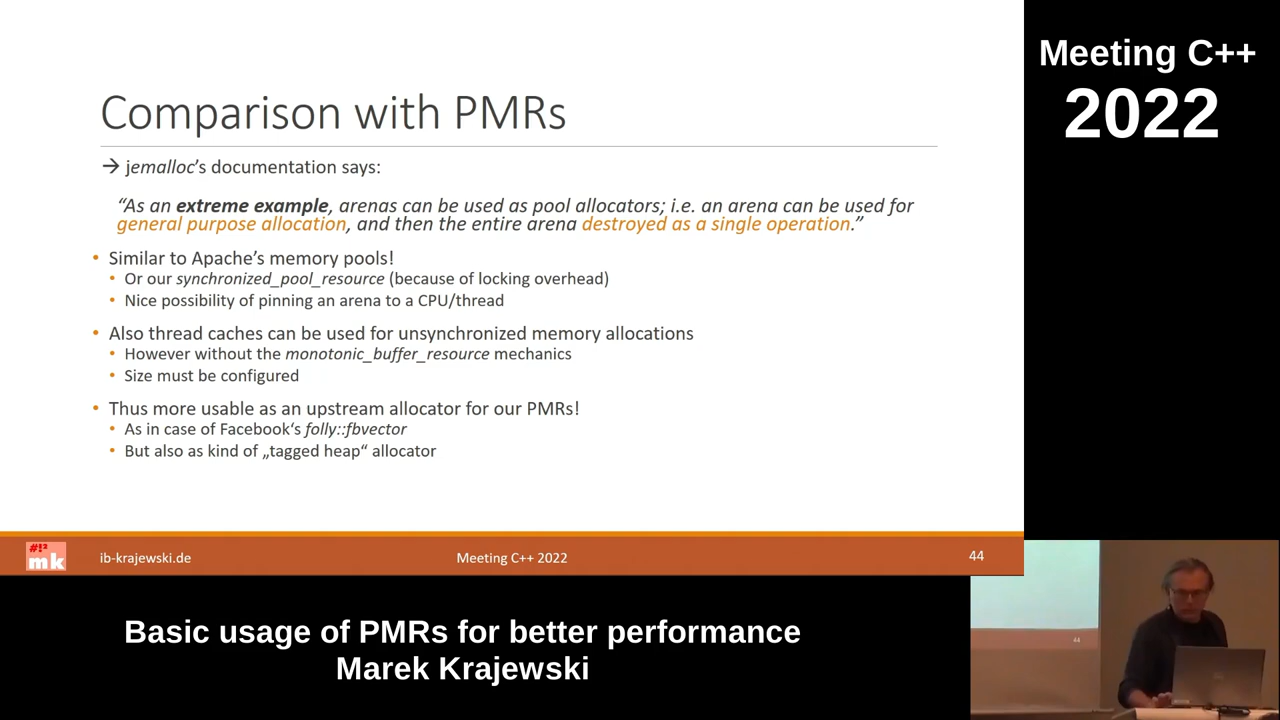 Meeting C++
2022
Comparison with PMRs
→ jemalloc's documentation says:
“As an extreme example, arenas can be used as pool allocators; i.e. an arena can be used for
general purpose allocation, and then the entire arena destroyed as a single operation.”
• Similar to Apache's memory pools!
• Or our synchronized_pool_resource (because of locking overhead)
• Nice possibility of pinning an arena to a CPU/thread
• Also thread caches can be used for unsynchronized memory allocations
• However without the monotonic_buffer_resource mechanics
• Size must be configured
• Thus more usable as an upstream allocator for our PMRs!
• As in case of Facebook‘s folly::fbvector
• But also as kind of „tagged heap“ allocator
#!²
mk
ib-krajewski.de
Meeting C++ 2022
44
Basic usage of PMRs for better performance
Marek Krajewski
44